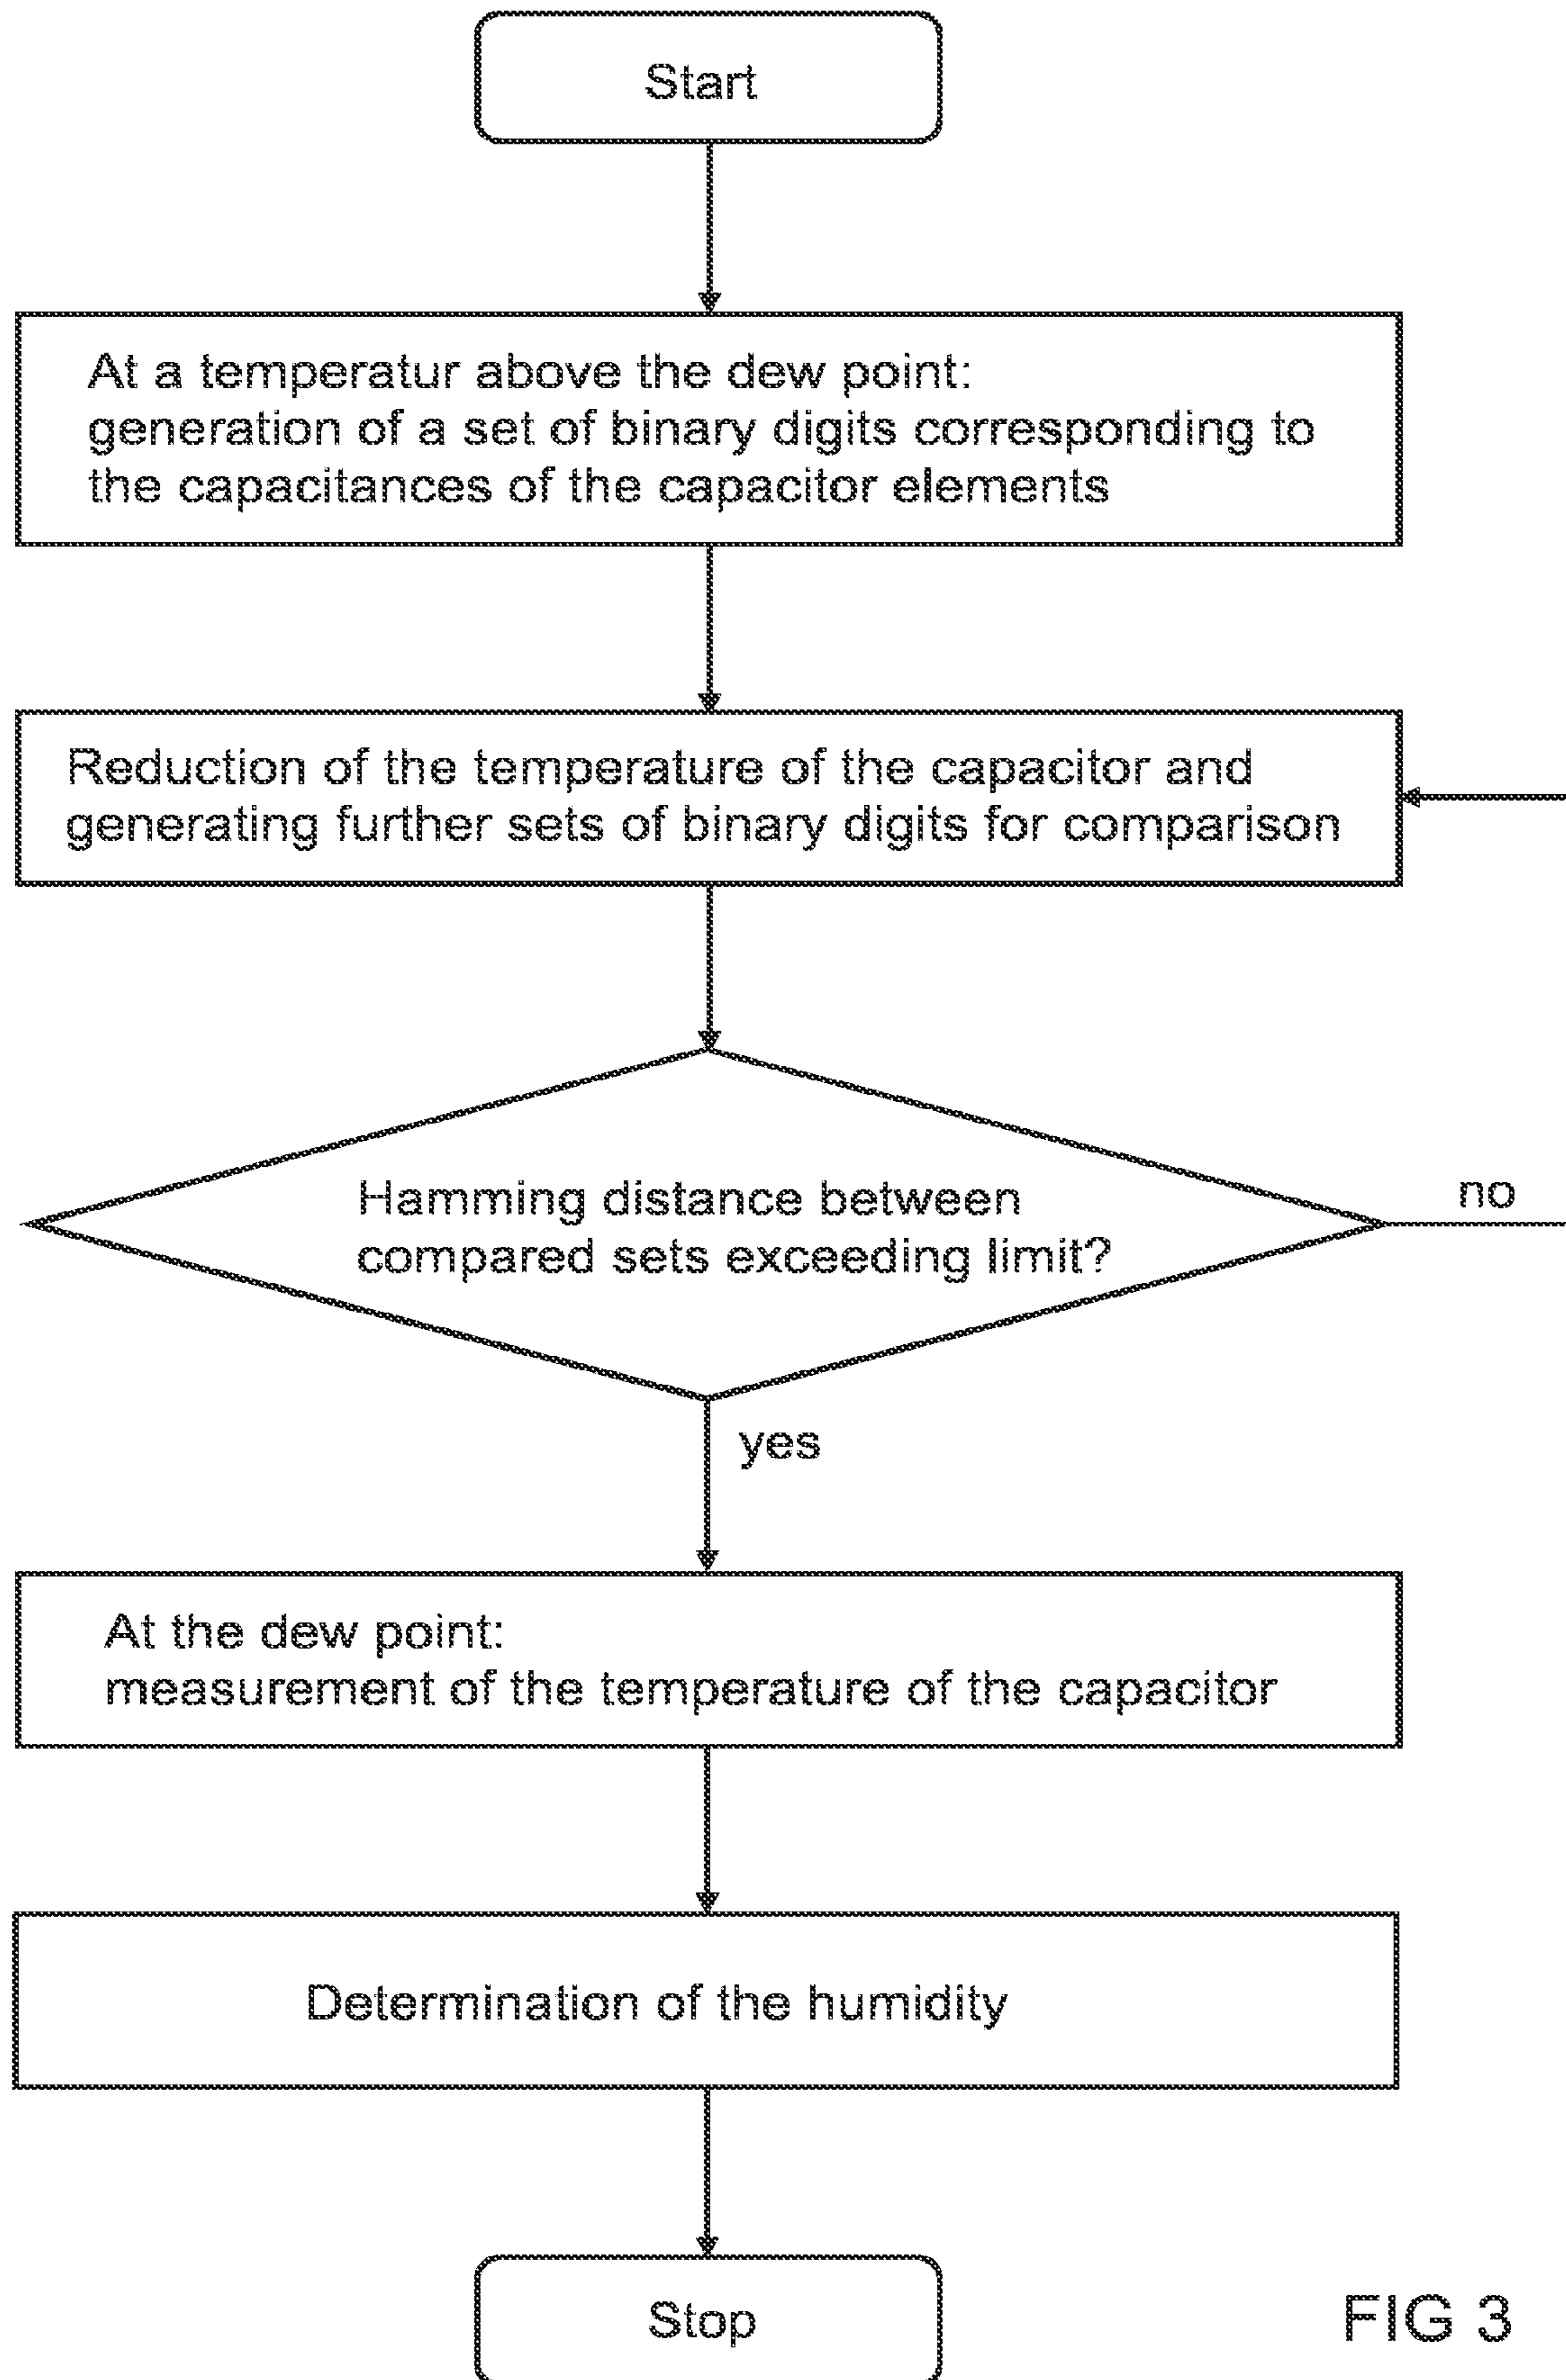 Start
At a temperatur above the dew point:
generation of a set of binary digits corresponding to
the capacitances of the capacitor elements
Reduction of the temperature of the capacitor and
generating further sets of binary digits for comparison
Hamming distance between
compared sets exceeding limit?
no
yes
At the dew point:
measurement of the temperature of the capacitor
Determination of the humidity
Stop
FIG 3